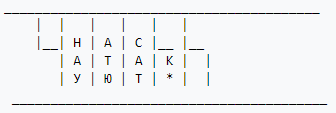 Н А С
А Т А К
У Ю Т *